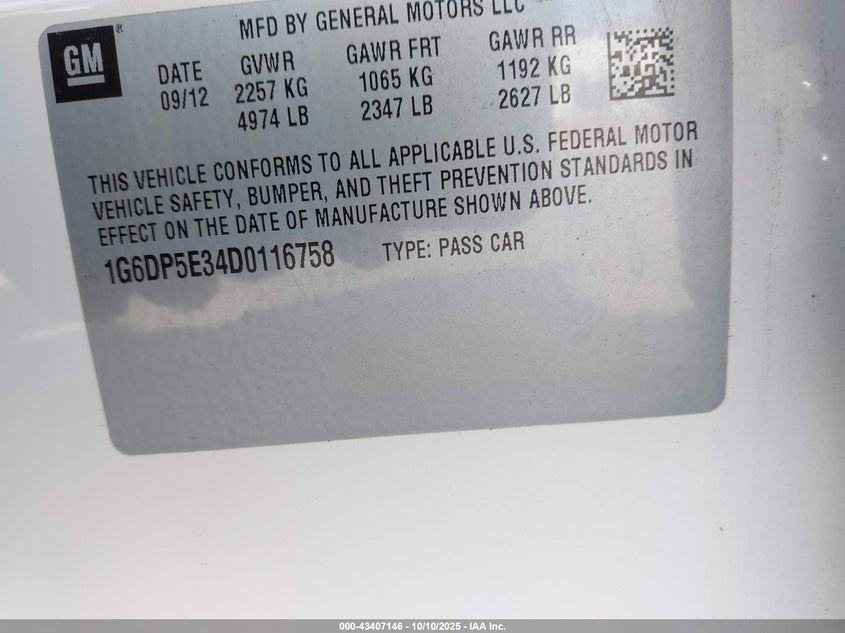 MFD BY GENERAL MOTORS LLC
GM
DATE GVWR GAWR FRT GAWR RR
09/12 2257 KG 1065 KG 1192 KG
4974 LB 2347 LB 2627 LB
THIS VEHICLE CONFORMS TO ALL APPLICABLE U.S. FEDERAL MOTOR
VEHICLE SAFETY, BUMPER, AND THEFT PREVENTION STANDARDS IN
EFFECT ON THE DATE OF MANUFACTURE SHOWN ABOVE.
1G6DP5E34D0116758 TYPE: PASS CAR
000-43407146 - 10/10/2025 - IAA Inc.